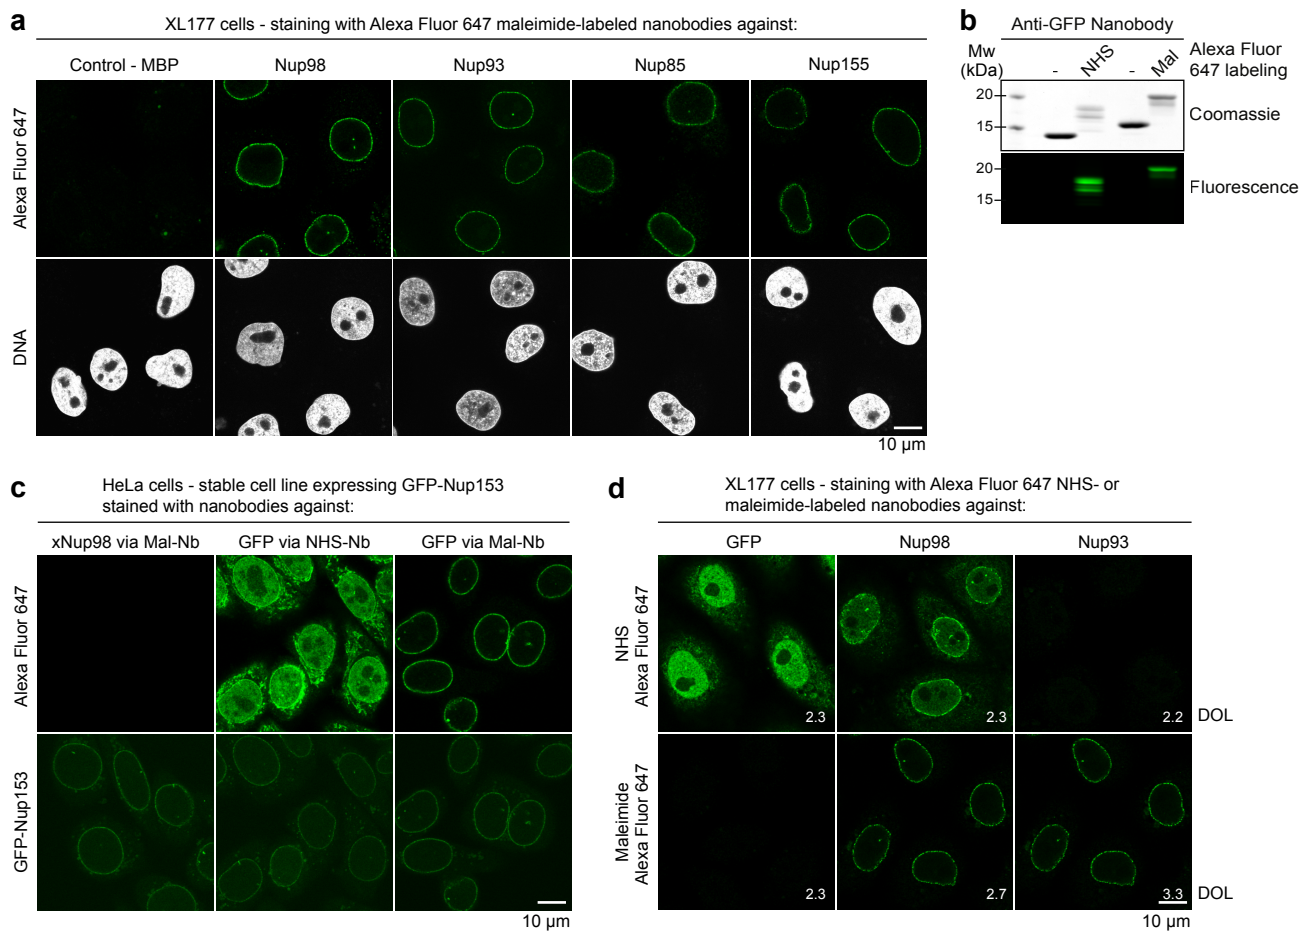 a
XL177 cells - staining with Alexa Fluor 647 maleimide-labeled nanobodies against:
Control - MBP
Nup98
Nup93
Nup85
Nup155
Alexa Fluor 647
DNA
10 µm
b
Anti-GFP Nanobody
Mw
(kDa)
-
NHS
-
Mal
Alexa Fluor
647 labeling
20
15
Coomassie
20
15
Fluorescence
c
HeLa cells - stable cell line expressing GFP-Nup153
stained with nanobodies against:
xNup98 via Mal-Nb
GFP via NHS-Nb
GFP via Mal-Nb
Alexa Fluor 647
GFP-Nup153
10 µm
d
XL177 cells - staining with Alexa Fluor 647 NHS- or
maleimide-labeled nanobodies against:
GFP
Nup98
Nup93
NHS
Alexa Fluor 647
2.3
2.3
2.2
DOL
Maleimide
Alexa Fluor 647
2.3
2.7
3.3
DOL
10 µm